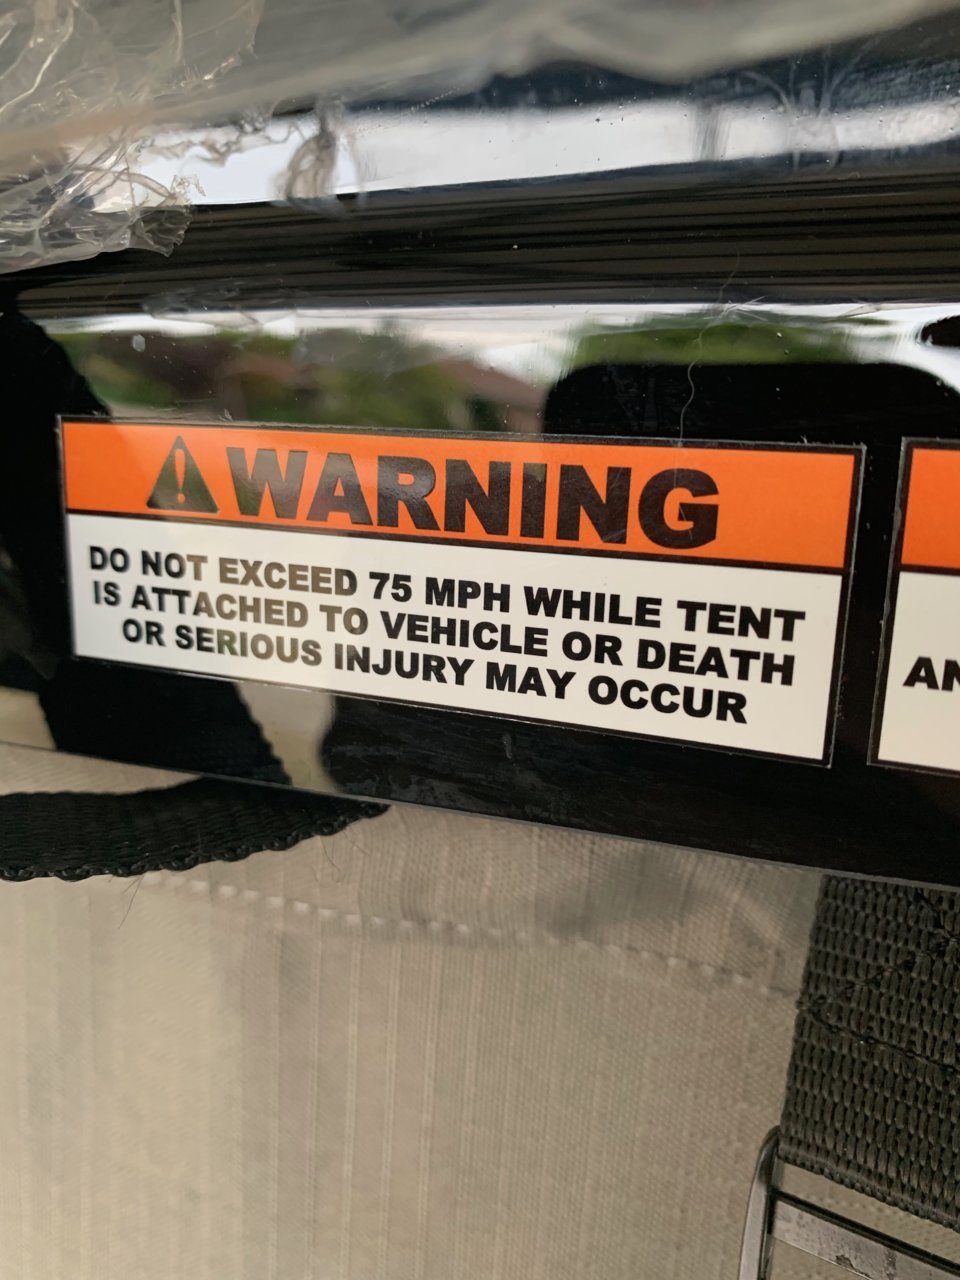 WARNING
DO NOT EXCEED 75 MPH WHILE TENT
IS ATTACHED TO VEHICLE OR DEATH
OR SERIOUS INJURY MAY OCCUR